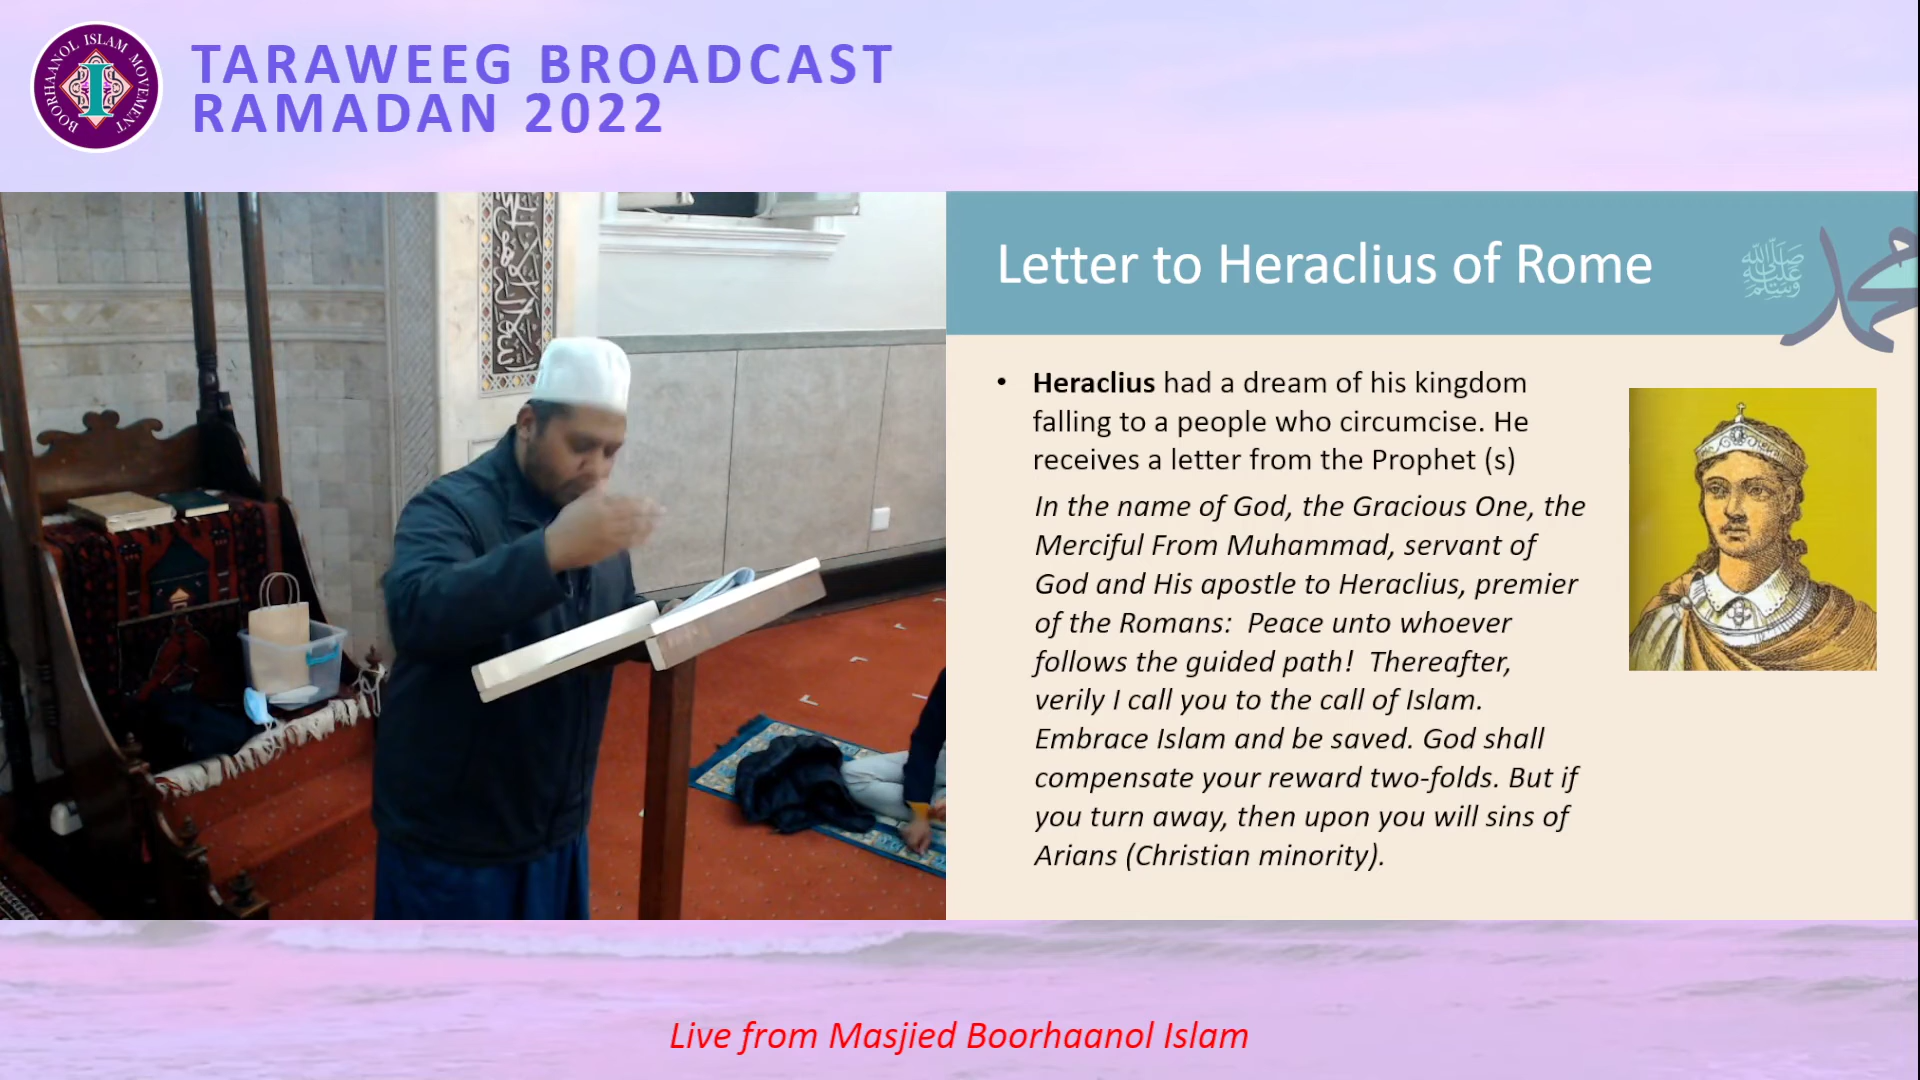 BOORHAANOL ISLAM MOVEMENT
I
TARAWEEG BROADCAST
RAMADAN 2022
Letter to Heraclius of Rome
ﷺ
محمد
• Heraclius had a dream of his kingdom
falling to a people who circumcise. He
receives a letter from the Prophet (s)
In the name of God, the Gracious One, the
Merciful From Muhammad, servant of
God and His apostle to Heraclius, premier
of the Romans:  Peace unto whoever
follows the guided path!  Thereafter,
verily I call you to the call of Islam.
Embrace Islam and be saved. God shall
compensate your reward two-folds. But if
you turn away, then upon you will sins of
Arians (Christian minority).
Live from Masjied Boorhaanol Islam